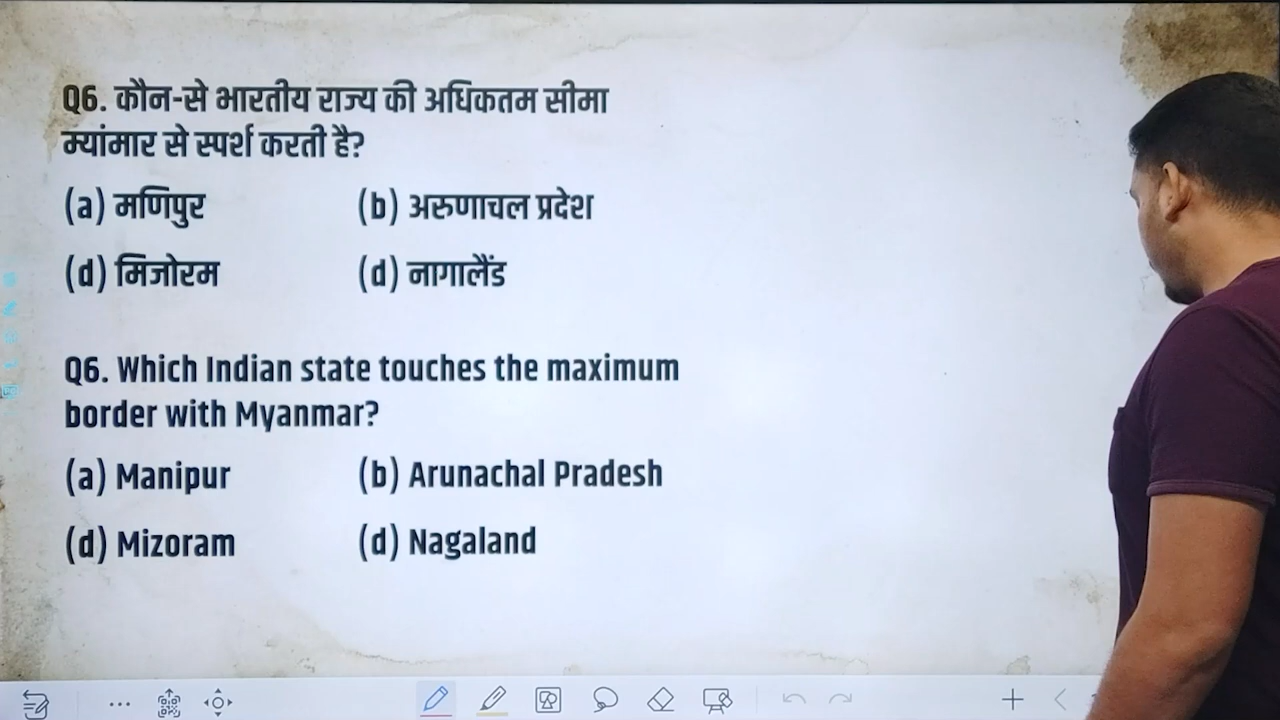 Q6. कौन-से भारतीय राज्य की अधिकतम सीमा
म्यांमार से स्पर्श करती है?
(a) मणिपुर (b) अरुणाचल प्रदेश
(d) मिजोरम (d) नागालैंड
Q6. Which Indian state touches the maximum
border with Myanmar?
(a) Manipur (b) Arunachal Pradesh
(d) Mizoram (d) Nagaland